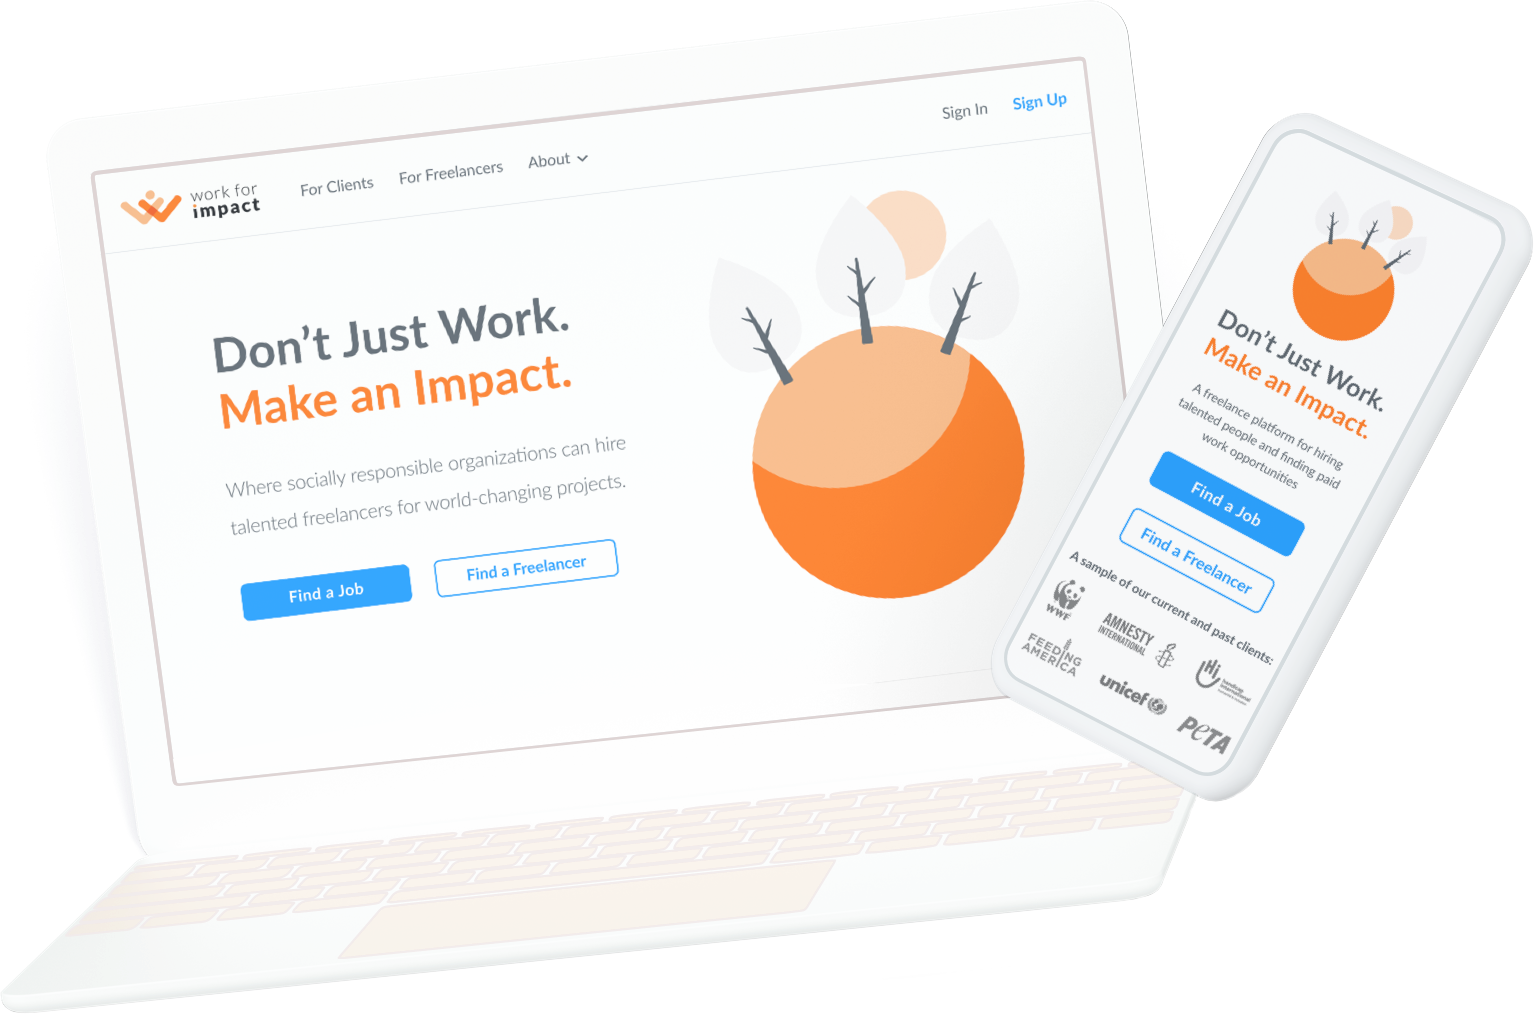 work for
impact
For Clients
For Freelancers
About
Sign In
Sign Up
Don't Just Work.
Make an Impact.
Where socially responsible organizations can hire
talented freelancers for world-changing projects.
Find a Job
Find a Freelancer
Don't Just Work.
Make an Impact.
A freelance platform for hiring
talented people and finding paid
work opportunities
Find a Job
Find a Freelancer
A sample of our current and past clients:
WWF
AMNESTY
INTERNATIONAL
Hi
handicap
international
FEEDING
AMERICA
unicef
PeTA